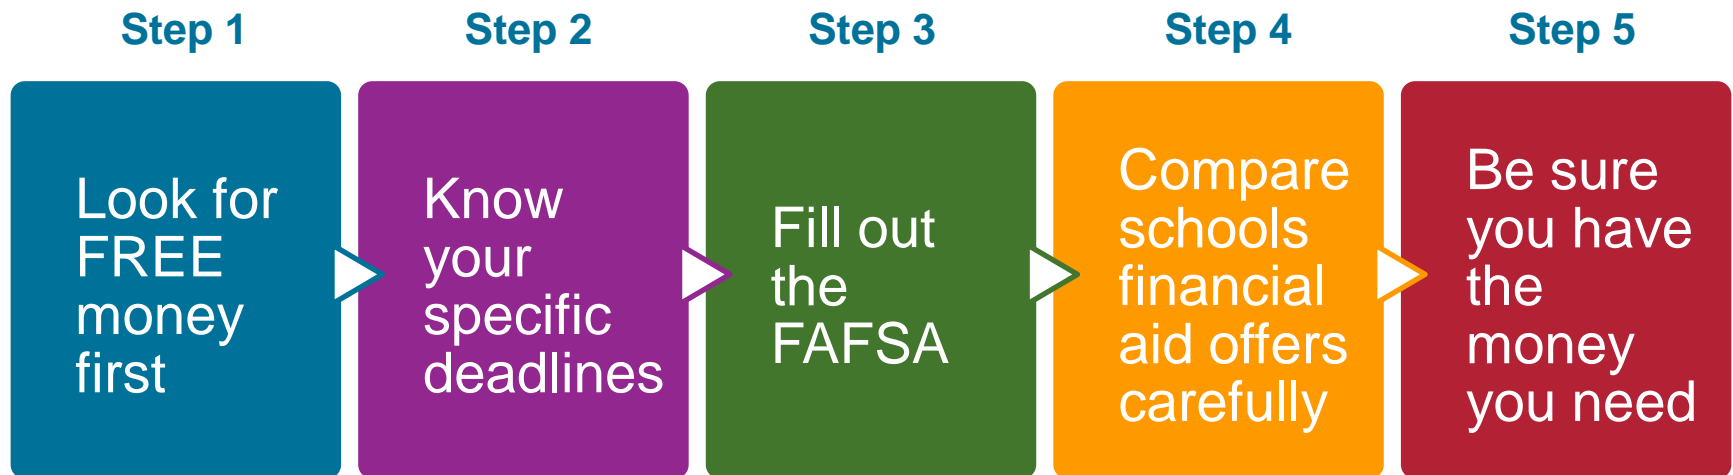 Step 1
Look for
FREE
money
first
Step 2
Know
your
specific
deadlines
Step 3
Fill out
the
FAFSA
Step 4
Compare
schools
financial
aid offers
carefully
Step 5
Be sure
you have
the
money
you need